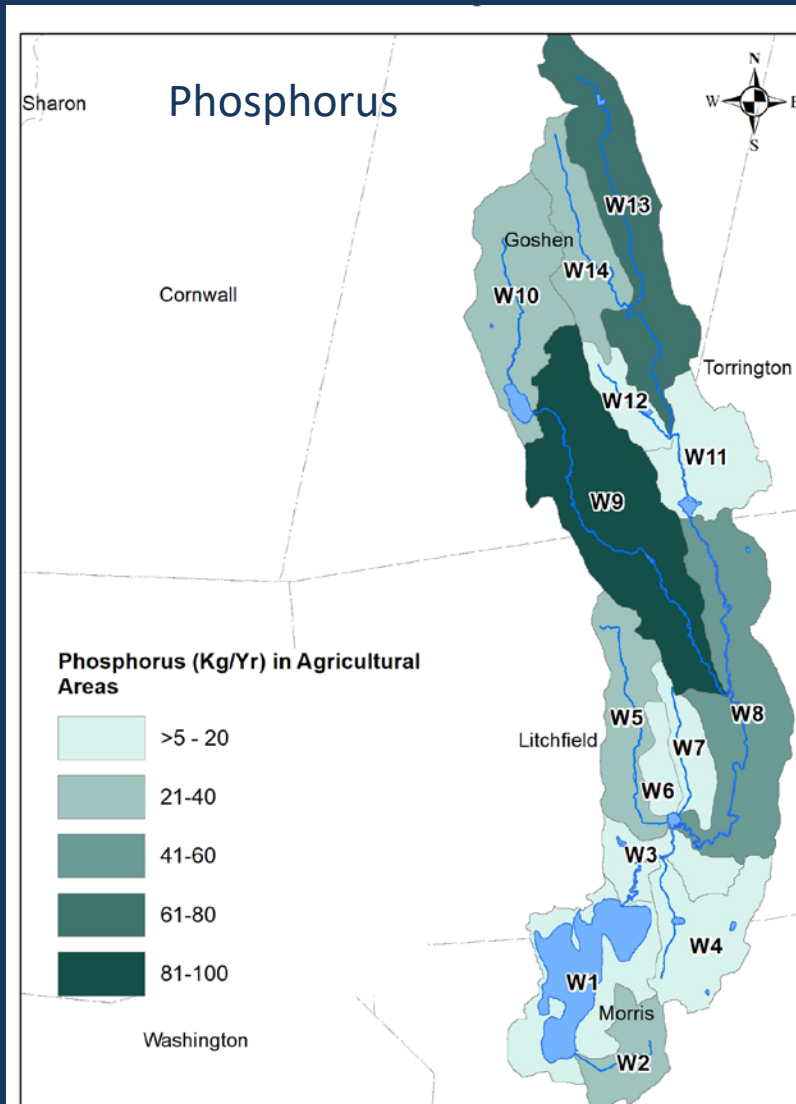 Phosphorus
N
W
E
S
Sharon
W13
Goshen
W14
W10
Cornwall
Torrington
W12
W11
W9
Phosphorus (Kg/Yr) in Agricultural
Areas
>5 - 20
21-40
41-60
61-80
81-100
W5
W8
Litchfield
W7
W6
W3
W4
W1
Morris
W2
Washington